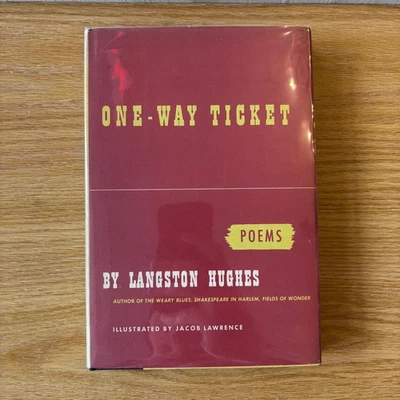 ONE-WAY TICKET
POEMS
BY LANGSTON HUGHES
AUTHOR OF THE WEARY BLUES, SHAKESPEARE IN HARLEM, FIELDS OF WONDER
ILLUSTRATED BY JACOB LAWRENCE